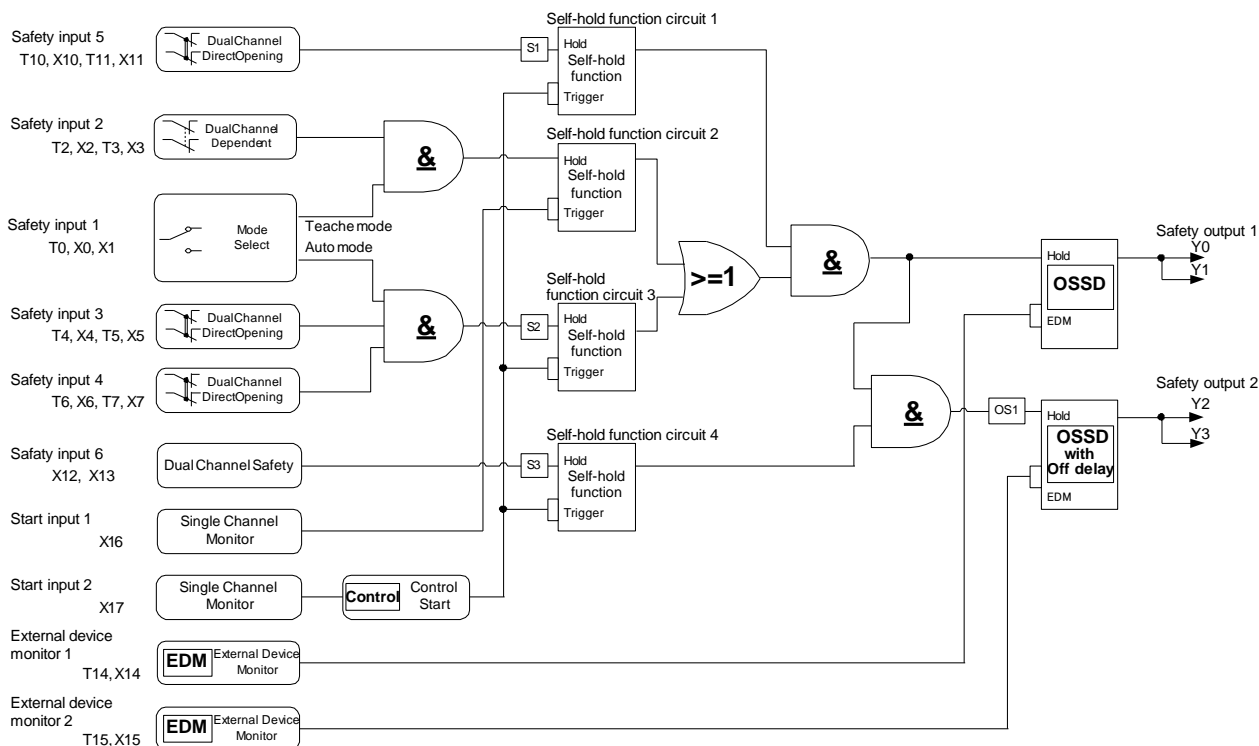 Self-hold function circuit 1
Safety input 5
T10, X10, T11, X11
DualChannel
DirectOpening
S1
Hold
Self-hold
function
Trigger
Safety input 2
T2, X2, T3, X3
DualChannel
Dependent
&
Self-hold function circuit 2
Hold
Self-hold
function
Trigger
Safety input 1
T0, X0, X1
Mode
Select
Teache mode
Auto mode
>=1
&
Safety output 1
Y0
Y1
Hold
OSSD
EDM
Safety input 3
T4, X4, T5, X5
DualChannel
DirectOpening
&
S2
Self-hold
function circuit 3
Hold
Self-hold
function
Trigger
Safety input 4
T6, X6, T7, X7
DualChannel
DirectOpening
&
OS1
Safety output 2
Y2
Y3
Hold
OSSD
with
Off delay
EDM
Self-hold function circuit 4
Safaty input 6
X12, X13
Dual Channel Safety
S3
Hold
Self-hold
function
Trigger
Start input 1
X16
Single Channel
Monitor
Start input 2
X17
Single Channel
Monitor
Control
Control
Start
External device
monitor 1
T14, X14
EDM
External Device
Monitor
External device
monitor 2
T15, X15
EDM
External Device
Monitor